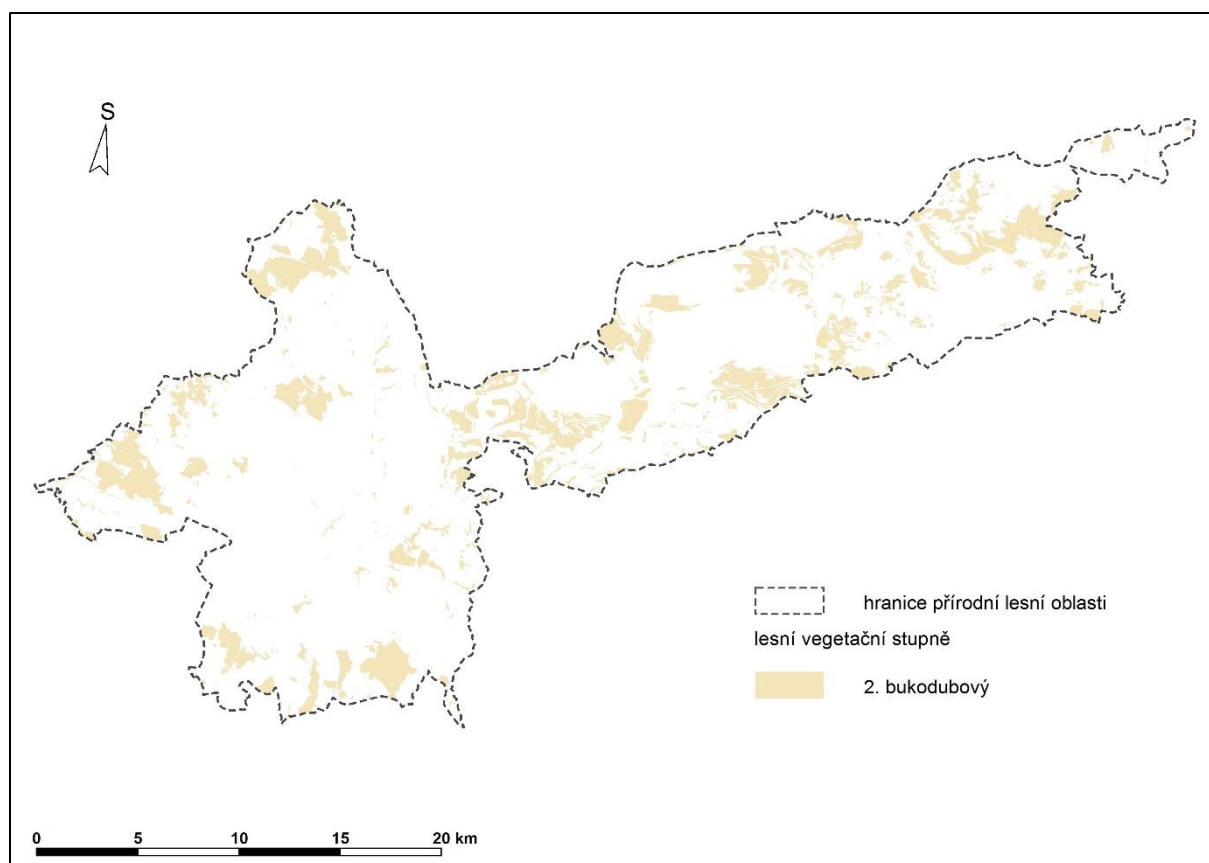 S
hranice přírodní lesní oblasti
lesní vegetační stupně
2. bukodubový
0 5 10 15 20 km